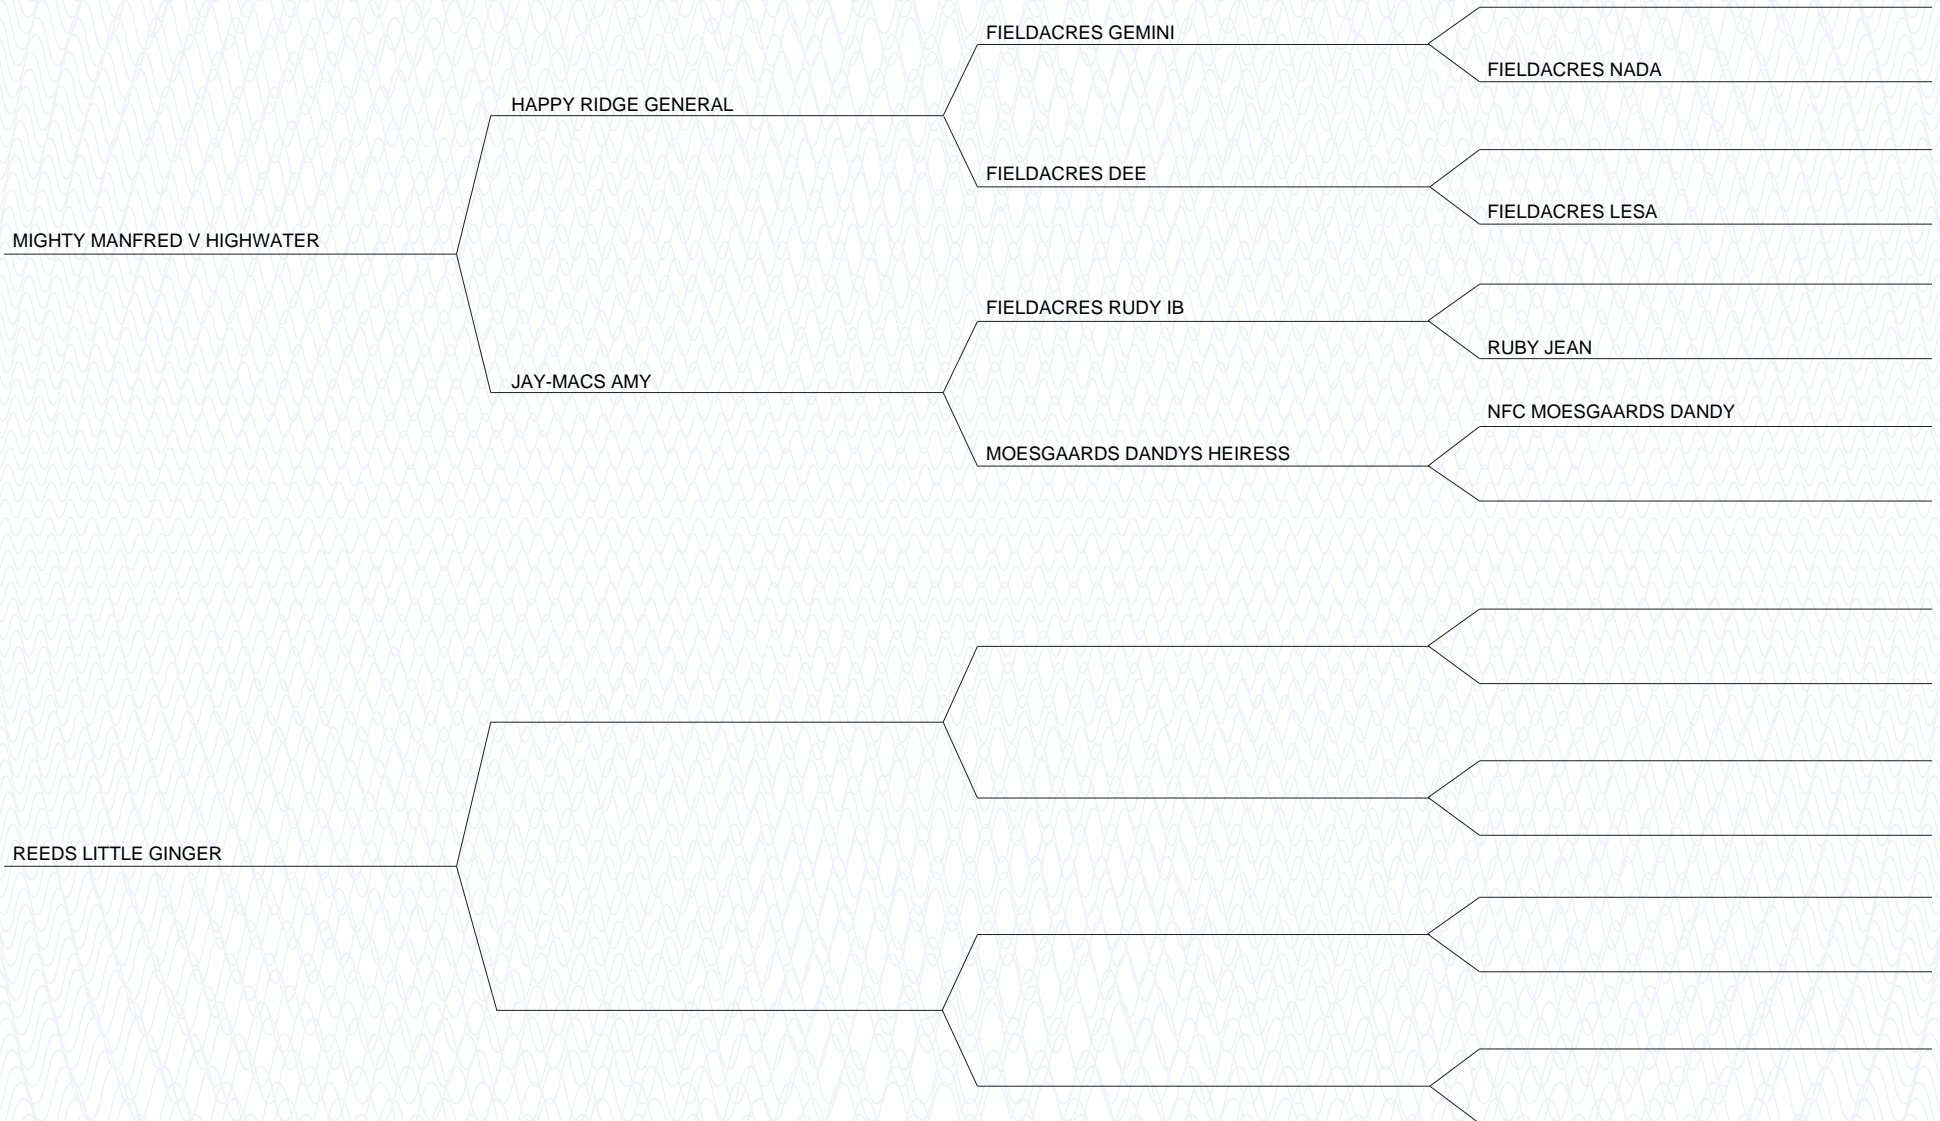 FIELDACRES GEMINI
FIELDACRES NADA
HAPPY RIDGE GENERAL
FIELDACRES DEE
FIELDACRES LESA
MIGHTY MANFRED V HIGHWATER
FIELDACRES RUDY IB
RUBY JEAN
JAY-MACS AMY
NFC MOESGAARDS DANDY
MOESGAARDS DANDYS HEIRESS
REEDS LITTLE GINGER